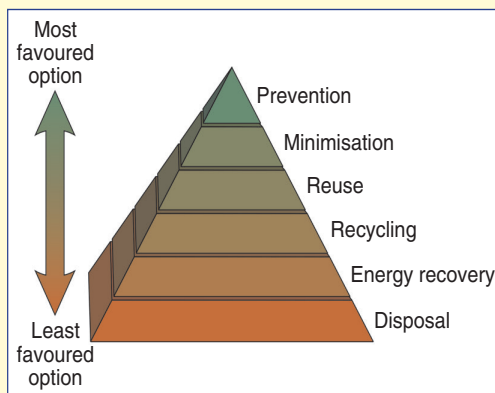 Most
favoured
option
Prevention
Minimisation
Reuse
Recycling
Energy recovery
Disposal
Least
favoured
option